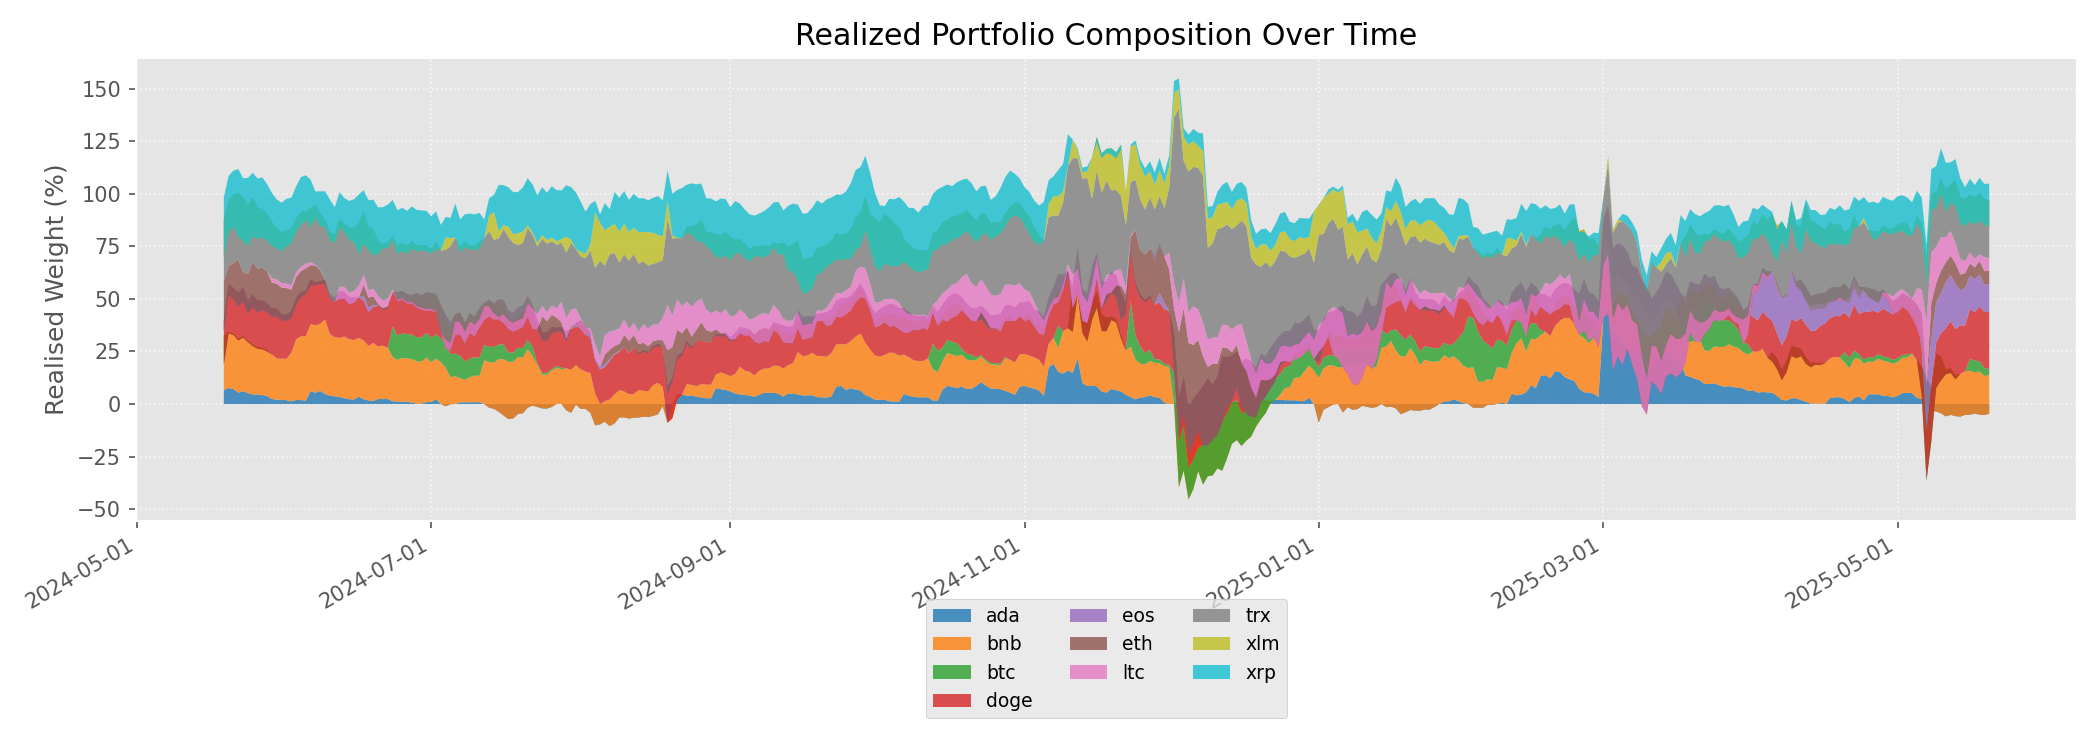 Realized Portfolio Composition Over Time
Realised Weight (%)
150
125
100
75
50
25
0
−25
−50
2024-05-01
2024-07-01
2024-09-01
2024-11-01
2025-01-01
2025-03-01
2025-05-01
ada
bnb
btc
doge
eos
eth
ltc
trx
xlm
xrp